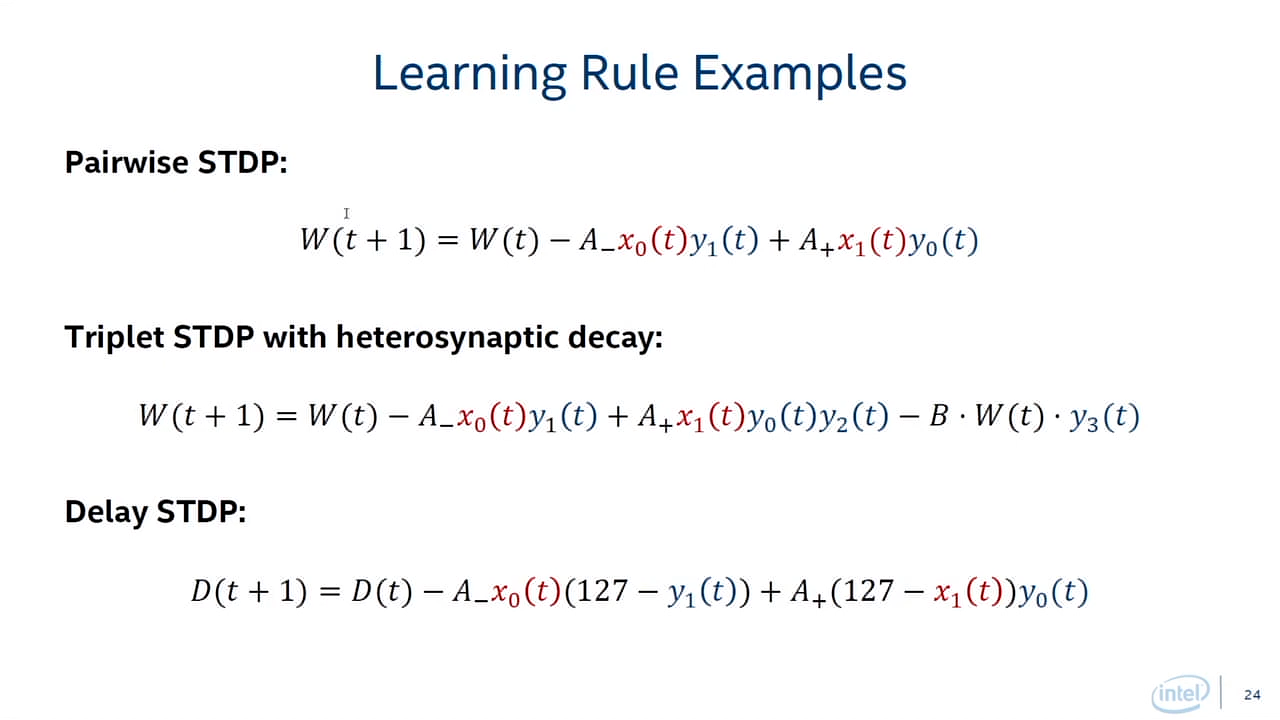 Learning Rule Examples
Pairwise STDP:
W(t + 1) = W(t) − A₋x₀(t)y₁(t) + A₊x₁(t)y₀(t)
Triplet STDP with heterosynaptic decay:
W(t + 1) = W(t) − A₋x₀(t)y₁(t) + A₊x₁(t)y₀(t)y₂(t) − B · W(t) · y₃(t)
Delay STDP:
D(t + 1) = D(t) − A₋x₀(t)(127 − y₁(t)) + A₊(127 − x₁(t))y₀(t)
intel
24